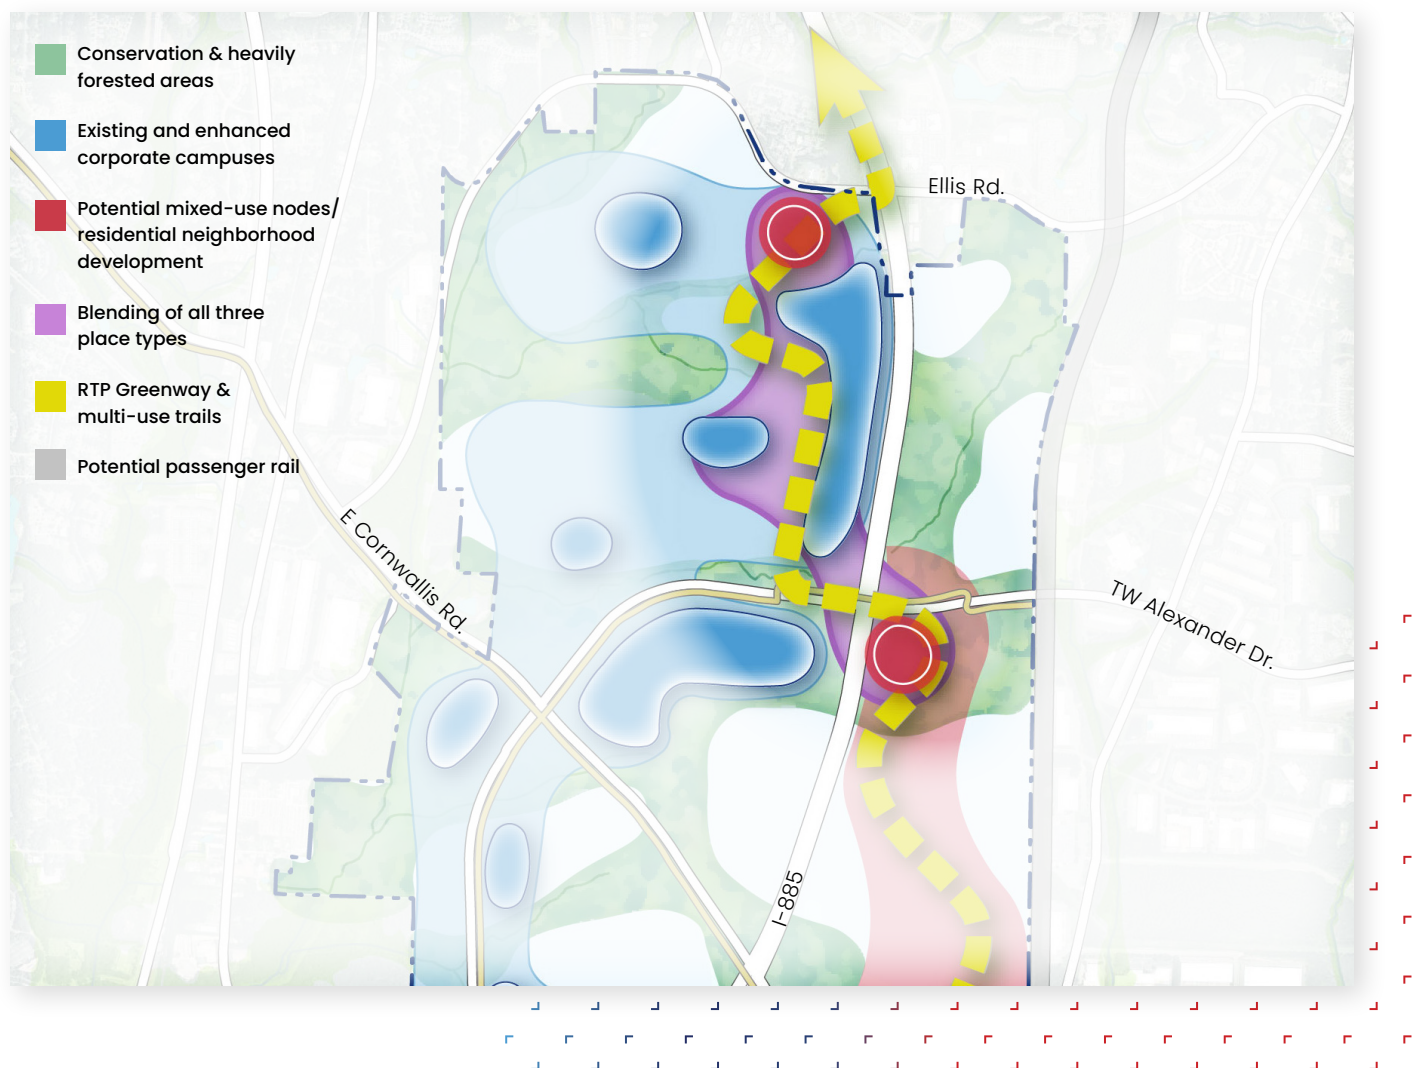 Conservation & heavily
forested areas
Existing and enhanced
corporate campuses
Potential mixed-use nodes/
residential neighborhood
development
Blending of all three
place types
RTP Greenway &
multi-use trails
Potential passenger rail
Ellis Rd.
E Cornwallis Rd.
TW Alexander Dr.
I-885